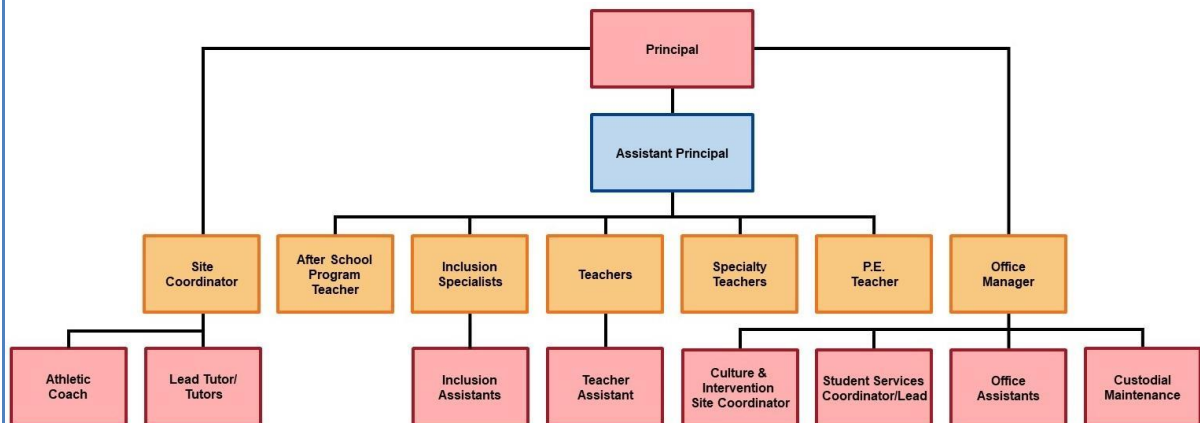 Principal
Assistant Principal
Site
Coordinator
After School
Program
Teacher
Inclusion
Specialists
Teachers
Specialty
Teachers
P.E.
Teacher
Office
Manager
Athletic
Coach
Lead Tutor/
Tutors
Inclusion
Assistants
Teacher
Assistant
Culture &
Intervention
Site Coordinator
Student Services
Coordinator/Lead
Office
Assistants
Custodial
Maintenance